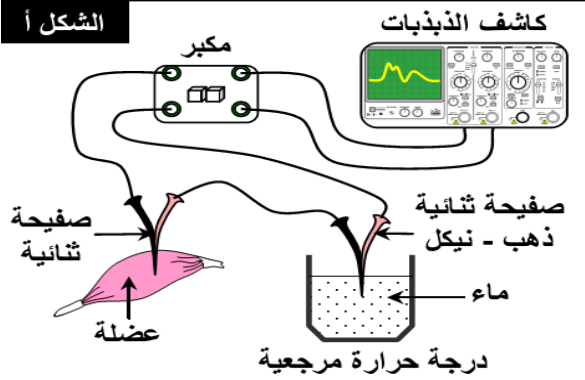 الشكل أ
كاشف الذبذبات
مكبر
صفيحة ثنائية
ذهب - نيكل
صفيحة
ثنائية
ماء
عضلة
درجة حرارة مرجعية